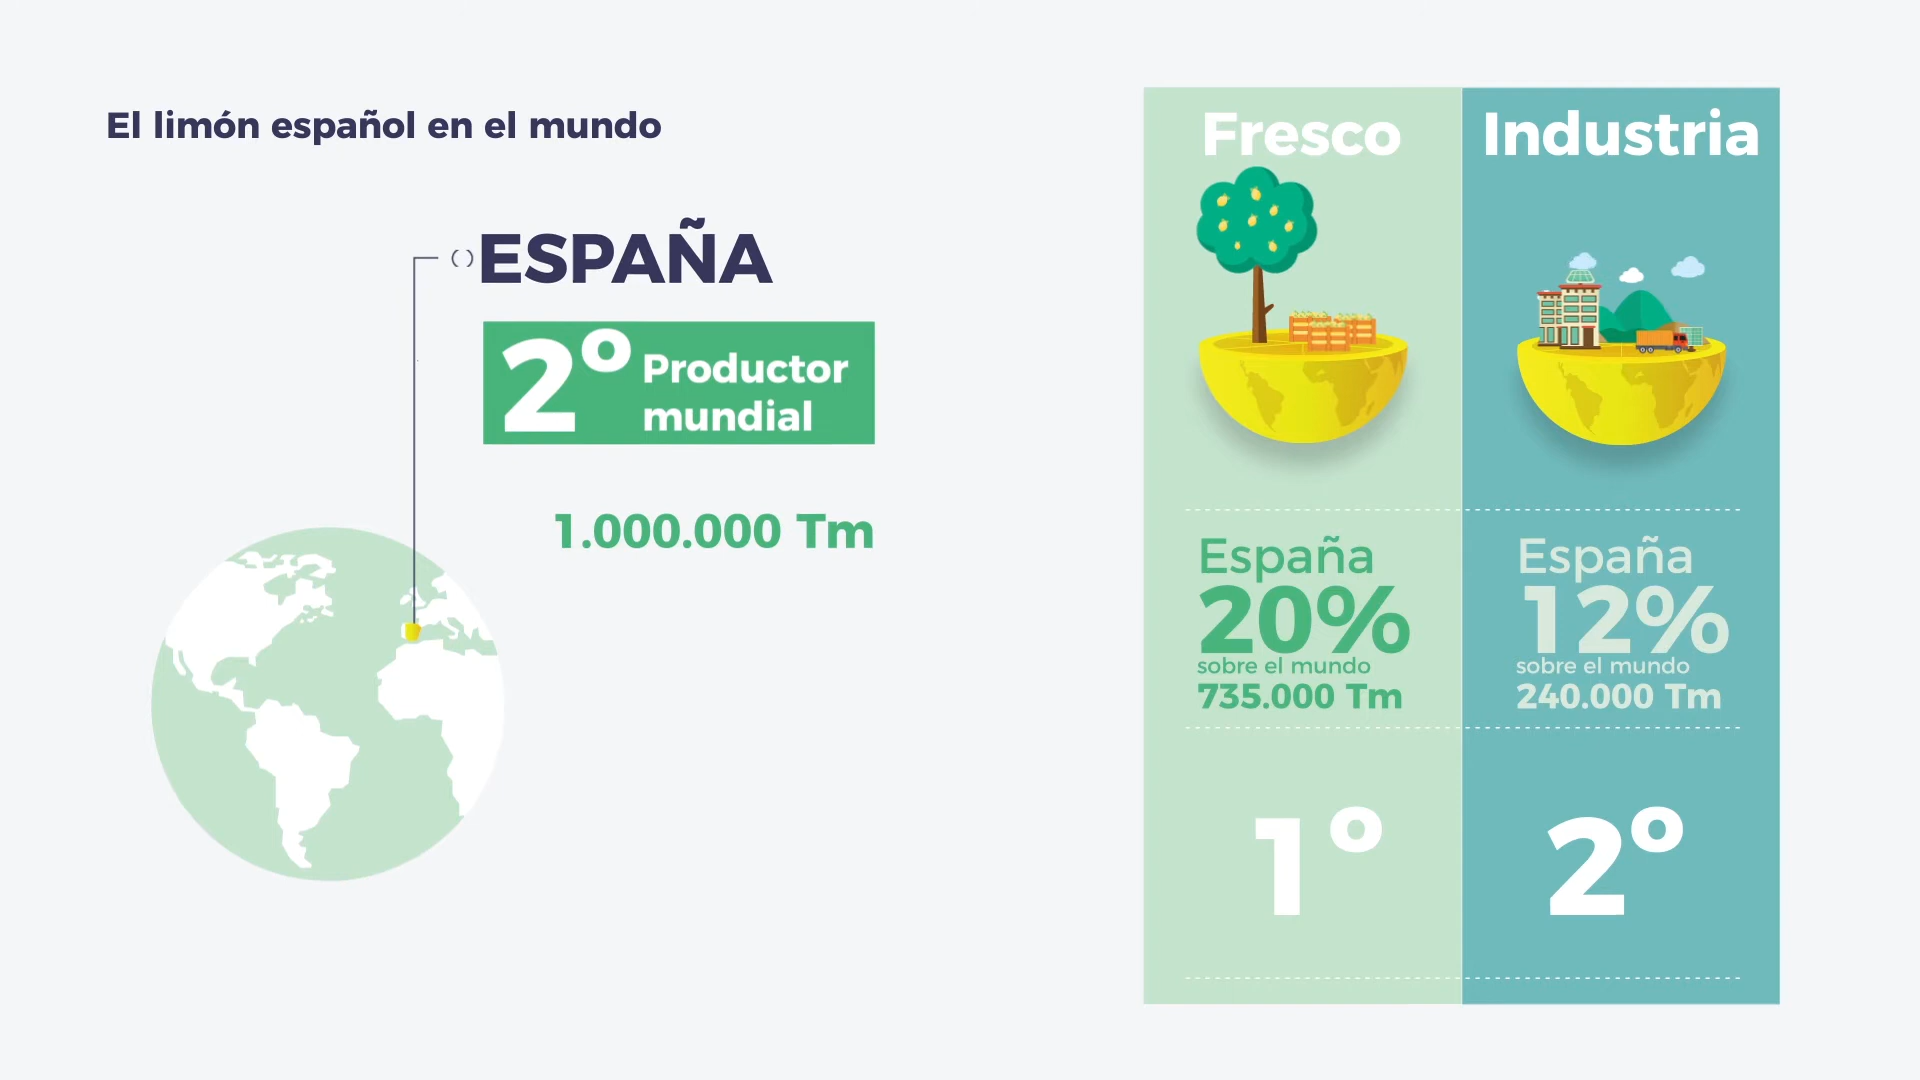 El limón español en el mundo
() ESPAÑA
2º Productor
mundial
1.000.000 Tm
Fresco
España
20%
sobre el mundo
735.000 Tm
1º
Industria
España
12%
sobre el mundo
240.000 Tm
2º